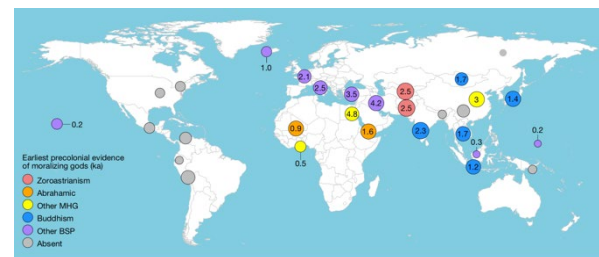 1.0
2.1
2.5
3.5
4.2
4.8
2.5
2.5
1.7
3
1.4
0.2
0.9
1.6
2.3
1.7
0.3
0.2
0.5
1.2
Earliest precolonial evidence
of moralizing gods (ka)
Zoroastrianism
Abrahamic
Other MHG
Buddhism
Other BSP
Absent